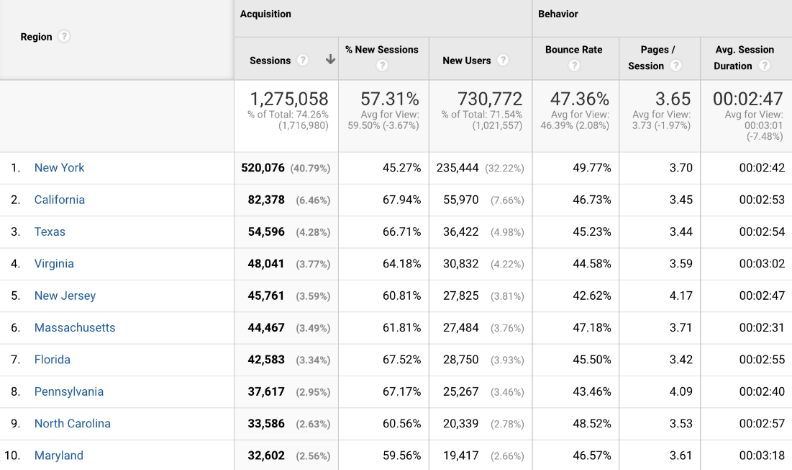 Acquisition Behavior
Region ? Sessions ? % New Sessions ? New Users ? Bounce Rate ? Pages / Session ? Avg. Session Duration ?
1,275,058 57.31% 730,772 47.36% 3.65 00:02:47
% of Total: 74.26% (1,716,980) Avg for View: 59.50% (-3.67%) % of Total: 71.54% (1,021,557) Avg for View: 46.39% (2.08%) Avg for View: 3.73 (-1.97%) Avg for View: 00:03:01 (-7.48%)
1. New York 520,076 (40.79%) 45.27% 235,444 (32.22%) 49.77% 3.70 00:02:42
2. California 82,378 (6.46%) 67.94% 55,970 (7.66%) 46.73% 3.45 00:02:53
3. Texas 54,596 (4.28%) 66.71% 36,422 (4.98%) 45.23% 3.44 00:02:54
4. Virginia 48,041 (3.77%) 64.18% 30,832 (4.22%) 44.58% 3.59 00:03:02
5. New Jersey 45,761 (3.59%) 60.81% 27,825 (3.81%) 42.62% 4.17 00:02:47
6. Massachusetts 44,467 (3.49%) 61.81% 27,484 (3.76%) 47.18% 3.71 00:02:31
7. Florida 42,583 (3.34%) 67.52% 28,750 (3.93%) 45.50% 3.42 00:02:55
8. Pennsylvania 37,617 (2.95%) 67.17% 25,267 (3.46%) 43.46% 4.09 00:02:40
9. North Carolina 33,586 (2.63%) 60.56% 20,339 (2.78%) 48.52% 3.53 00:02:57
10. Maryland 32,602 (2.56%) 59.56% 19,417 (2.66%) 46.57% 3.61 00:03:18